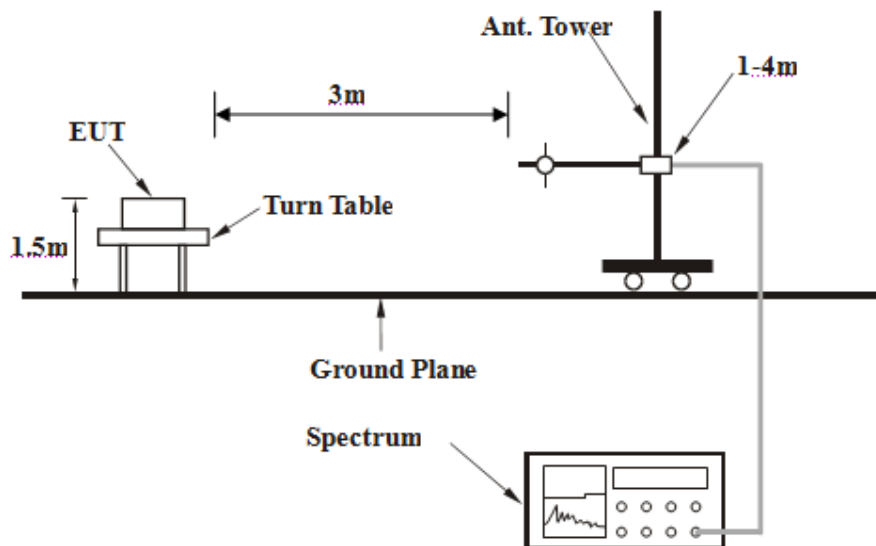 Ant. Tower
1-4m
3m
EUT
Turn Table
1.5m
Ground Plane
Spectrum